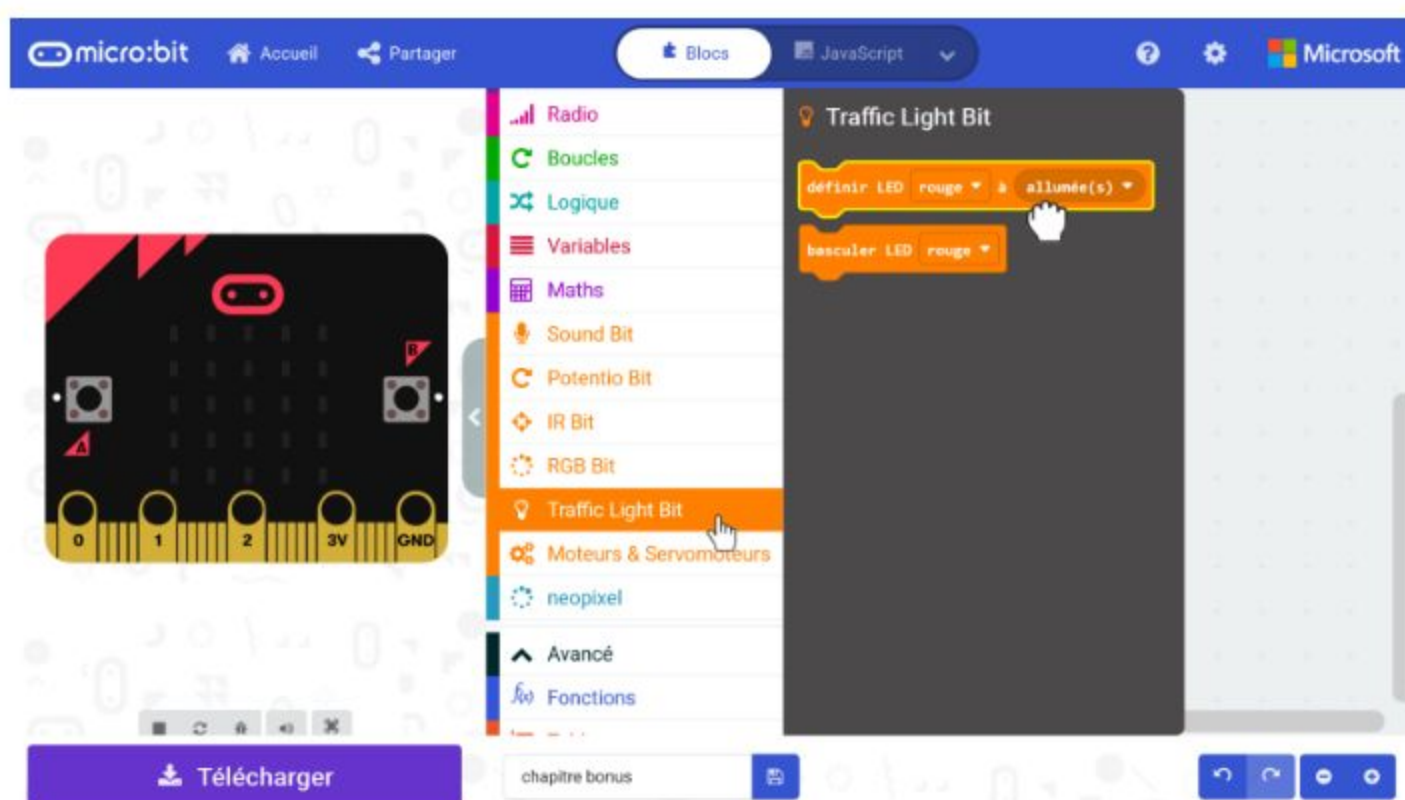 micro:bit Accueil Partager Blocs JavaScript ? Microsoft
Radio
Boucles
Logique
Variables
Maths
Sound Bit
Potentio Bit
IR Bit
RGB Bit
Traffic Light Bit
Moteurs & Servomoteurs
neopixel
Avancé
Fonctions
Traffic Light Bit
définir LED rouge à allumée(s)
basculer LED rouge
B
A
0 1 2 3V GND
Télécharger
chapitre bonus